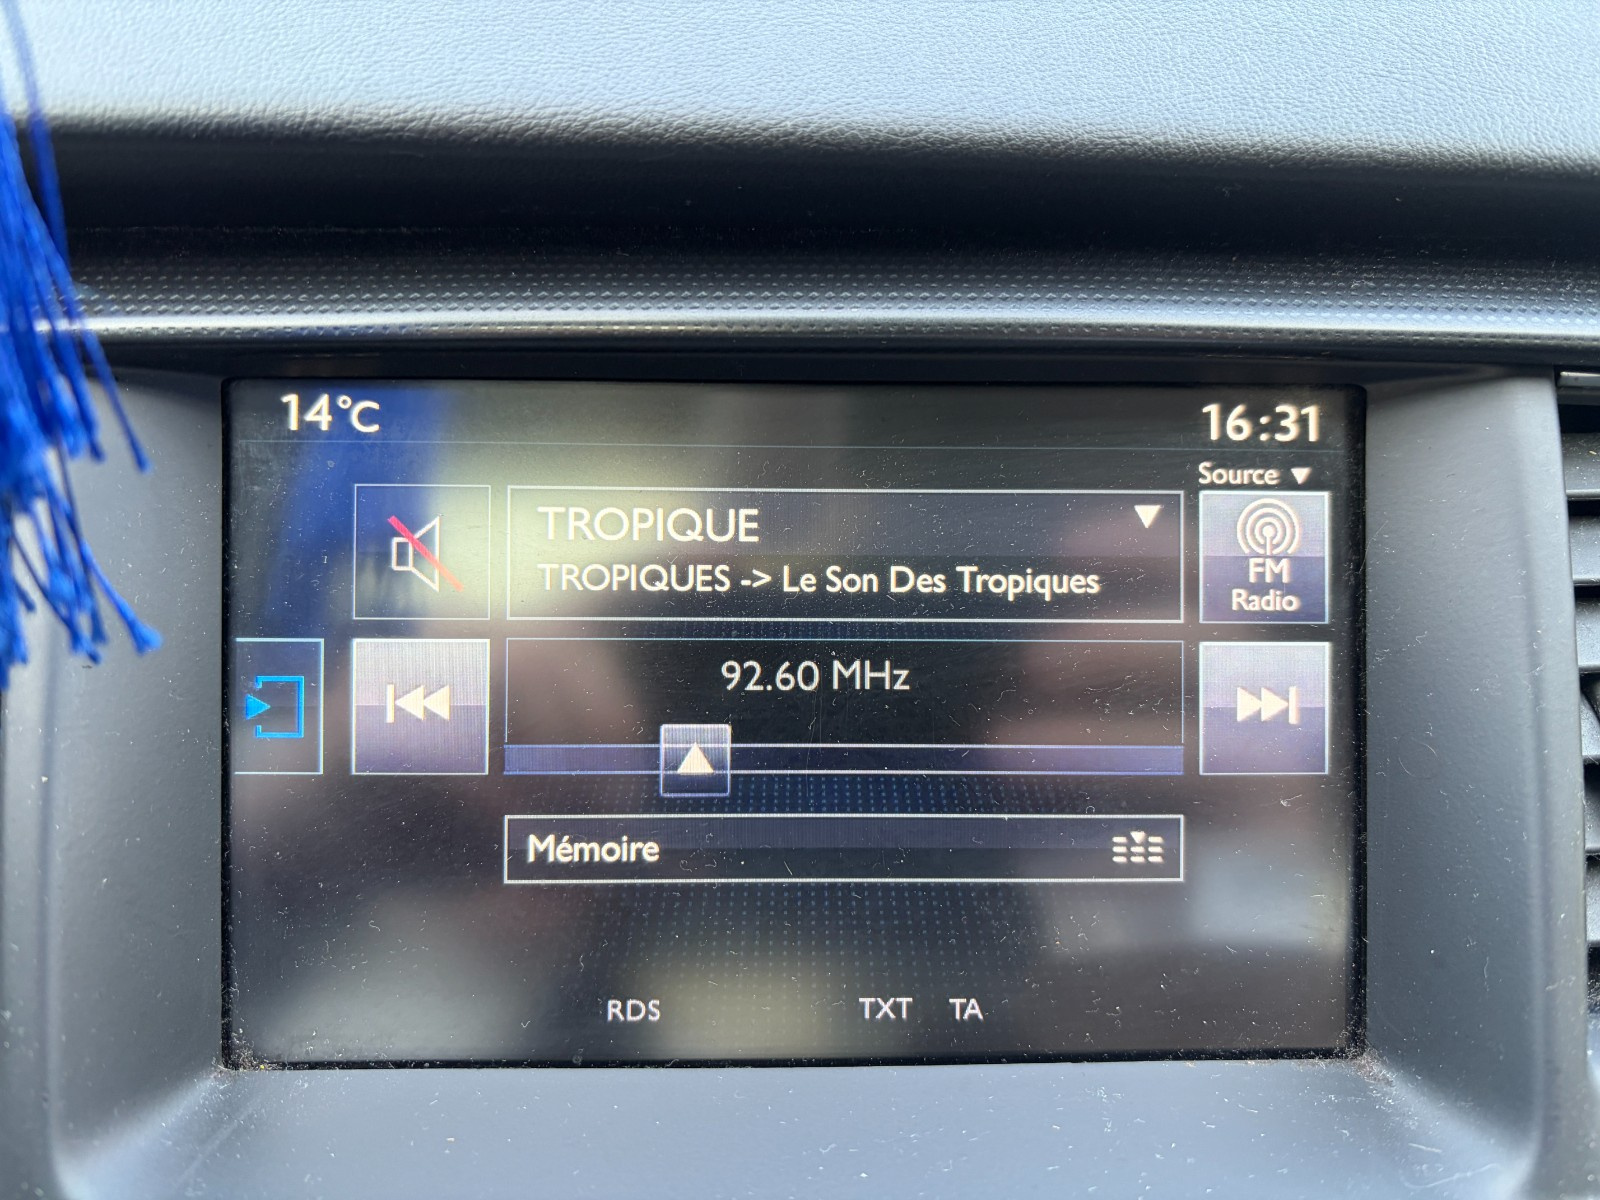 14°C
16:31
Source
TROPIQUE
TROPIQUES -> Le Son Des Tropiques
FM
Radio
92.60 MHz
Mémoire
RDS
TXT
TA